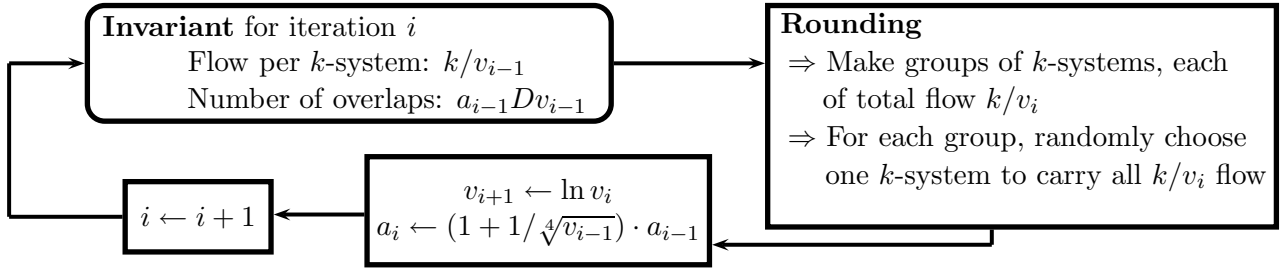 Invariant for iteration i
Flow per k-system: k/v_{i−1}
Number of overlaps: a_{i−1}Dv_{i−1}
Rounding
⇒ Make groups of k-systems, each
of total flow k/v_i
⇒ For each group, randomly choose
one k-system to carry all k/v_i flow
v_{i+1} ← ln v_i
a_i ← (1 + 1/∜v_{i−1}) · a_{i−1}
i ← i + 1